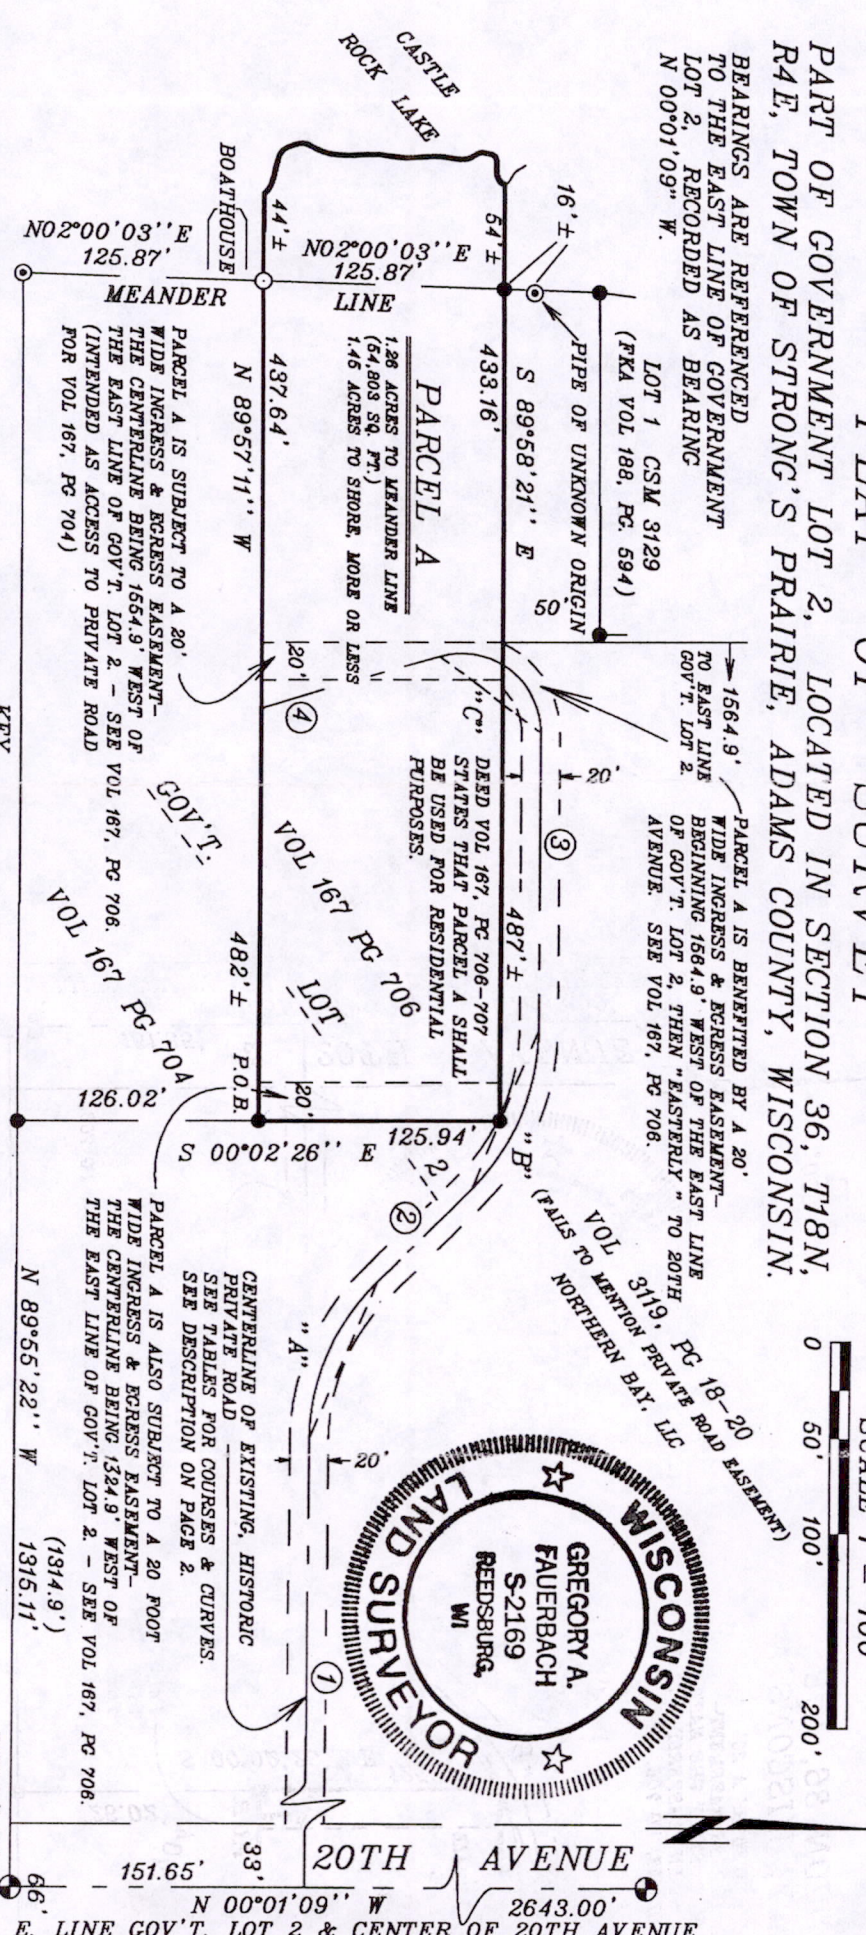 PART OF GOVERNMENT LOT 2, LOCATED IN SECTION 36, T18N,
R4E, TOWN OF STRONG'S PRAIRIE, ADAMS COUNTY, WISCONSIN.
BEARINGS ARE REFERENCED
TO THE EAST LINE OF GOVERNMENT
LOT 2, RECORDED AS BEARING
N 00°01'09" W.
0
50'
100'
200'
CASTLE
ROCK LAKE
16'±
LOT 1 CSM 3129
(FKA VOL 188, PG. 594)
PIPE OF UNKNOWN ORIGIN
50'
1564.9'
TO EAST LINE
GOV'T. LOT 2.
PARCEL A IS BENEFITED BY A 20'
WIDE INGRESS & EGRESS EASEMENT-
BEGINNING 1564.9' WEST OF THE EAST LINE
OF GOV'T. LOT 2, THEN "EASTERLY" TO 20TH
AVENUE. SEE VOL 167, PG 706.
VOL 3119, PG 18-20
(FAILS TO MENTION PRIVATE ROAD EASEMENT)
NORTHERN BAY, LLC
54'±
433.16'
S 89°58'21" E
487'±
20'
3
"C"
"B"
PARCEL A
1.26 ACRES TO MEANDER LINE
(54,803 SQ. FT.)
1.45 ACRES TO SHORE, MORE OR LESS
DEED VOL 167, PG 706-707
STATES THAT PARCEL A SHALL
BE USED FOR RESIDENTIAL
PURPOSES.
N02°00'03"E
125.87'
MEANDER
LINE
44'±
437.64'
N 89°57'11" W
20'
4
VOL 167 PG 706
GOV'T.
LOT
2
482'±
P.O.B.
20'
125.94'
S 00°02'26" E
2
"A"
20'
1
WISCONSIN
LAND SURVEYOR
GREGORY A.
FAUERBACH
S-2169
REEDSBURG,
WI
CENTERLINE OF EXISTING, HISTORIC
PRIVATE ROAD
SEE TABLES FOR COURSES & CURVES.
SEE DESCRIPTION ON PAGE 2.
BOATHOUSE
N02°00'03"E
125.87'
PARCEL A IS SUBJECT TO A 20'
WIDE INGRESS & EGRESS EASEMENT-
THE CENTERLINE BEING 1554.9' WEST OF
THE EAST LINE OF GOV'T. LOT 2 - SEE VOL 167, PG 706.
(INTENDED AS ACCESS TO PRIVATE ROAD
FOR VOL 167, PG 704)
VOL 167 PG 704
126.02'
PARCEL A IS ALSO SUBJECT TO A 20 FOOT
WIDE INGRESS & EGRESS EASEMENT-
THE CENTERLINE BEING 1324.9' WEST OF
THE EAST LINE OF GOV'T. LOT 2. - SEE VOL 167, PG 706.
N 89°55'22" W
(1314.9')
1315.11'
20TH AVENUE
33'
66'
151.65'
N 00°01'09" W
2643.00'
E. LINE GOV'T. LOT 2 & CENTER OF 20TH AVENUE
KEY